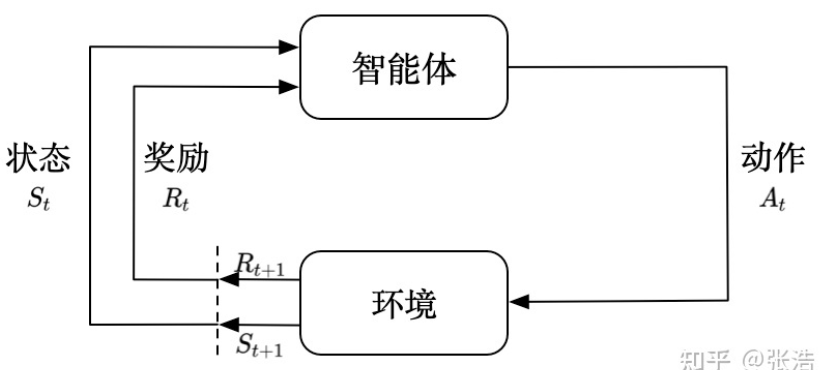 智能体
状态
奖励
动作
S_t
R_t
A_t
R_{t+1}
环境
S_{t+1}
知乎 @张浩